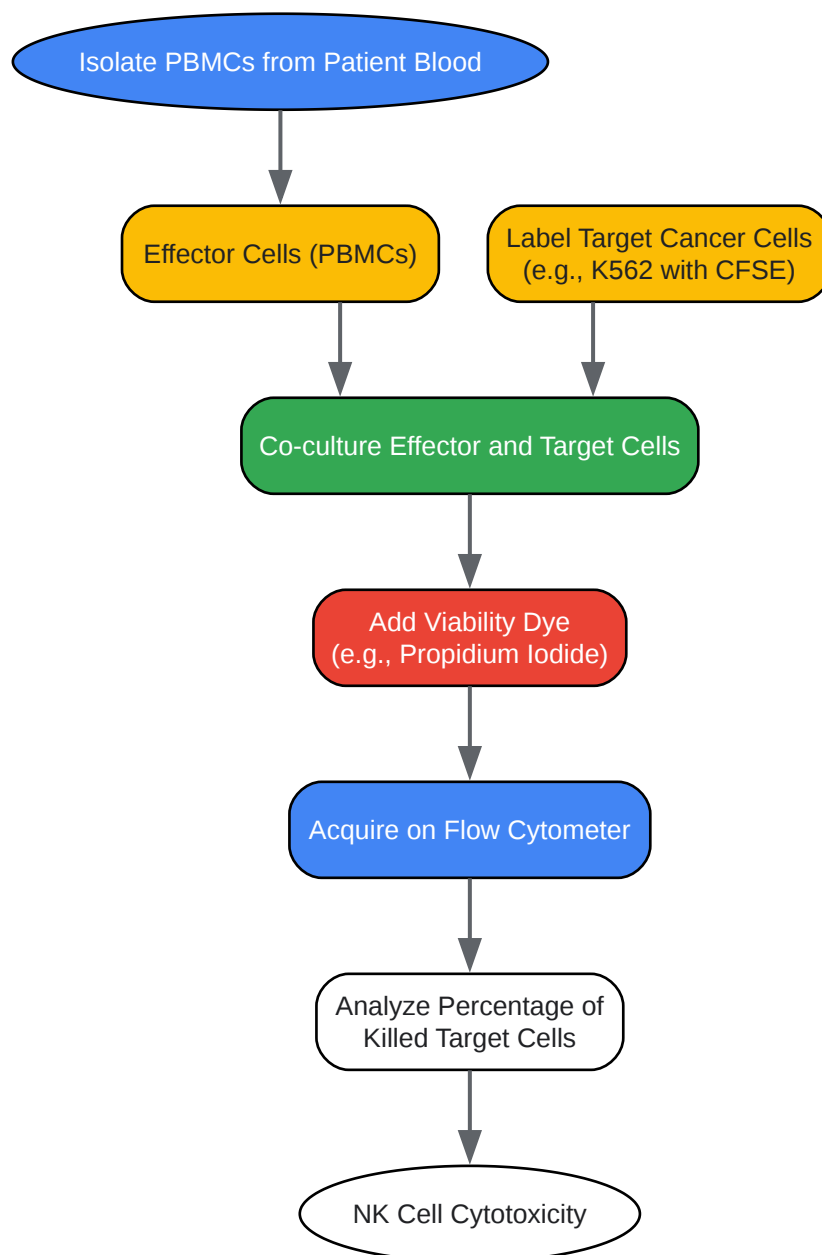 Isolate PBMCs from Patient Blood
Effector Cells (PBMCs)
Label Target Cancer Cells
(e.g., K562 with CFSE)
Co-culture Effector and Target Cells
Add Viability Dye
(e.g., Propidium Iodide)
Acquire on Flow Cytometer
Analyze Percentage of
Killed Target Cells
NK Cell Cytotoxicity